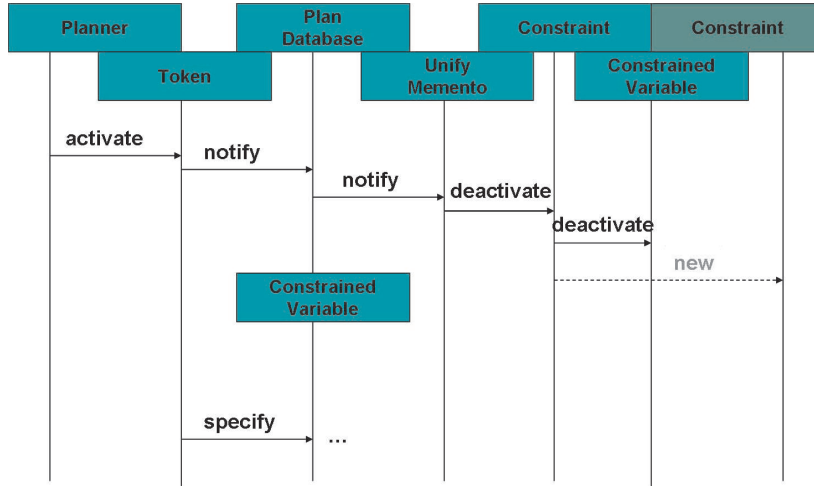 Planner
Plan
Database
Constraint
Constraint
Token
Unify
Memento
Constrained
Variable
activate
notify
notify
deactivate
deactivate
new
Constrained
Variable
specify
...